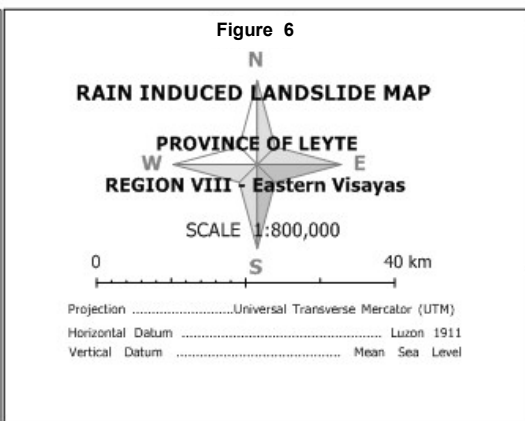 Figure 6
N
RAIN INDUCED LANDSLIDE MAP
PROVINCE OF LEYTE
W E
REGION VIII - Eastern Visayas
SCALE 1:800,000
0 S 40 km
Projection ............................Universal Transverse Mercator (UTM)
Horizontal Datum ...................................................... Luzon 1911
Vertical Datum ............................................. Mean Sea Level